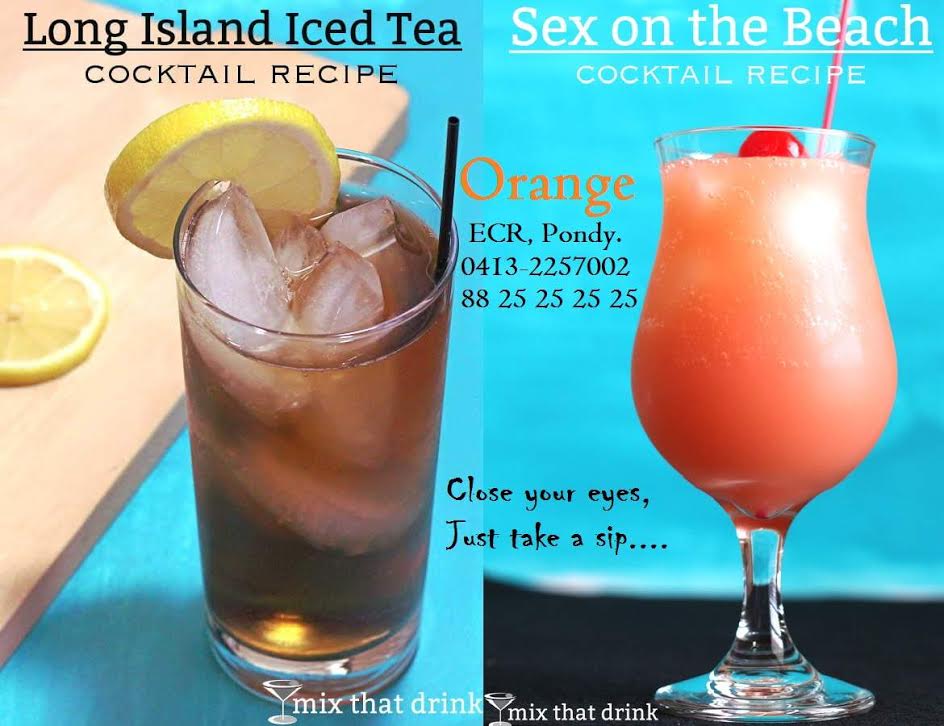 Long Island Iced Tea
COCKTAIL RECIPE
Sex on the Beach
COCKTAIL RECIPE
Orange
ECR, Pondy.
0413-2257002
88 25 25 25 25
Close your eyes,
Just take a sip....
mix that drink
mix that drink